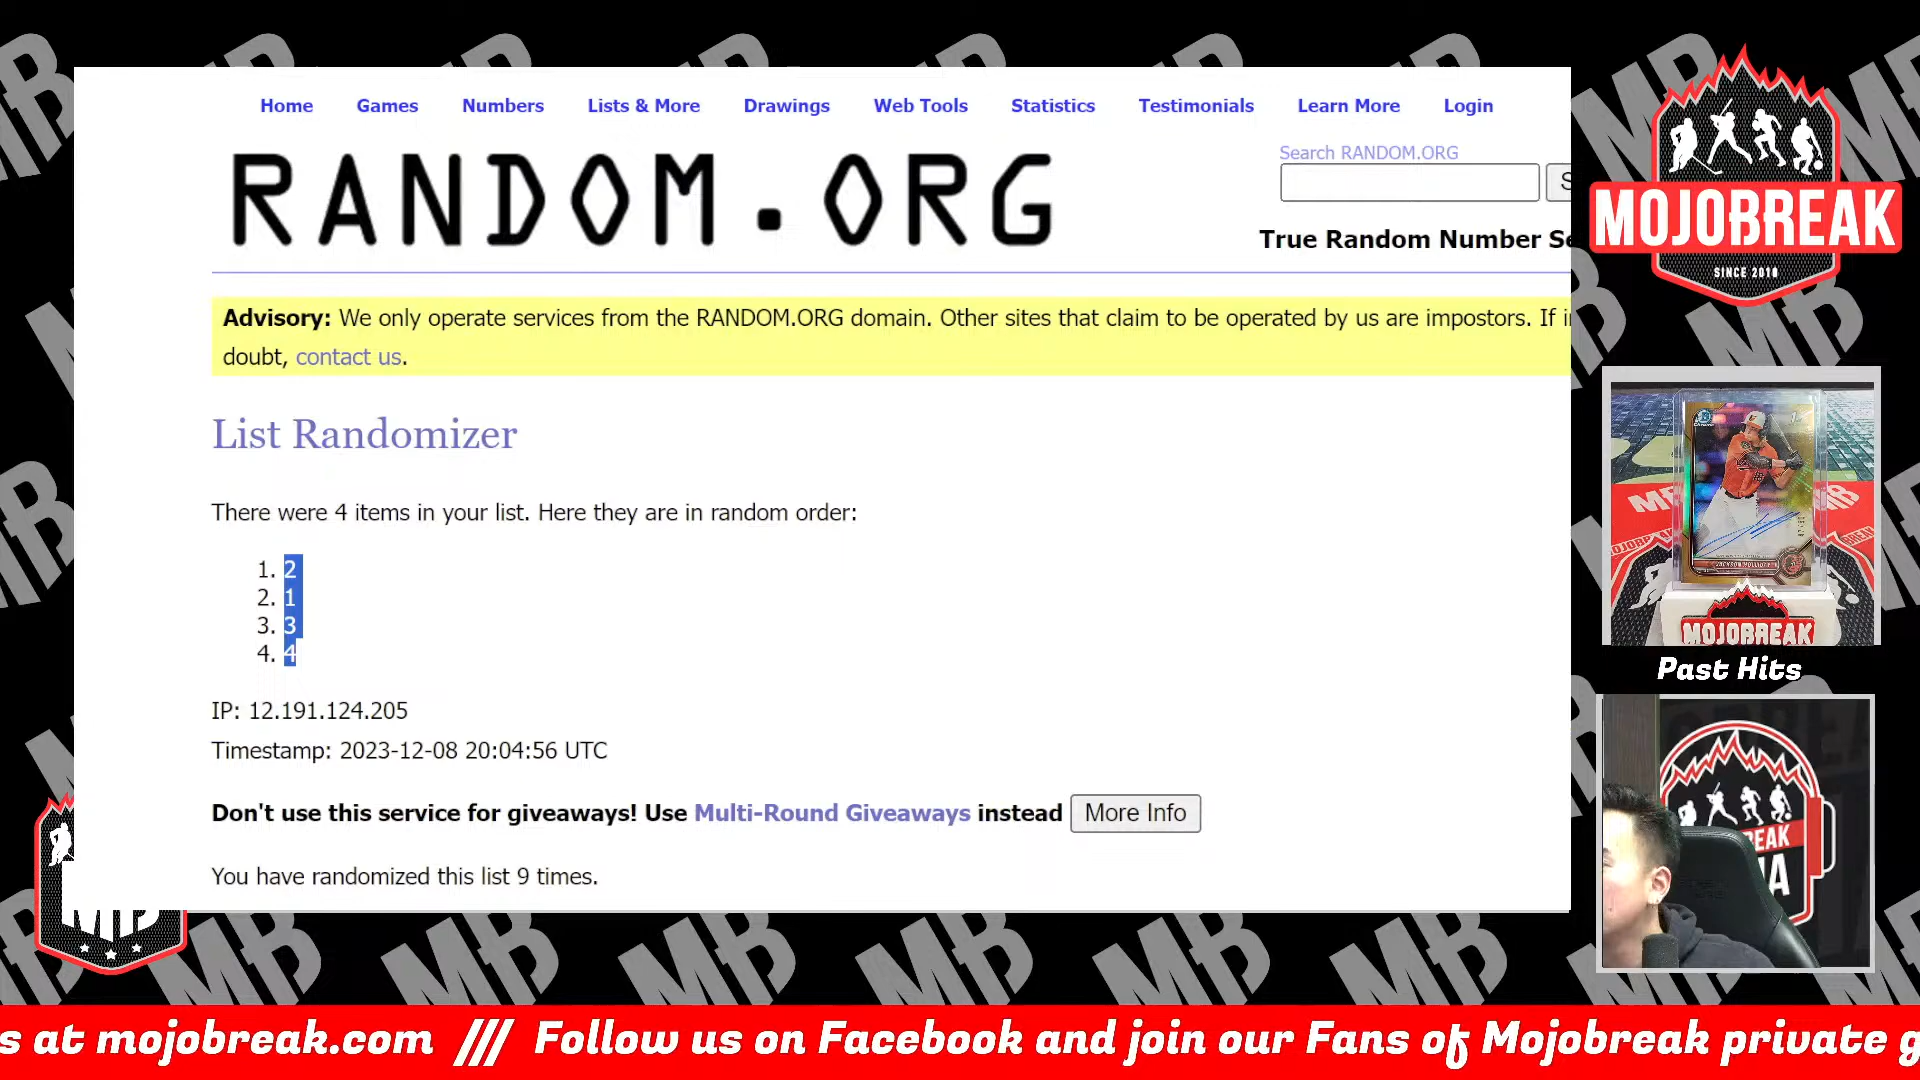 Home Games Numbers Lists & More Drawings Web Tools Statistics Testimonials Learn More Login
Search RANDOM.ORG
RANDOM.ORG
True Random Number Se
Advisory: We only operate services from the RANDOM.ORG domain. Other sites that claim to be operated by us are impostors. If in
doubt, contact us.
List Randomizer
There were 4 items in your list. Here they are in random order:
1. 2
2. 1
3. 3
4. 4
IP: 12.191.124.205
Timestamp: 2023-12-08 20:04:56 UTC
Don't use this service for giveaways! Use Multi-Round Giveaways instead More Info
You have randomized this list 9 times.
MOJOBREAK
SINCE 2010
MOJOBREAK
Past Hits
MB
s at mojobreak.com /// Follow us on Facebook and join our Fans of Mojobreak private g